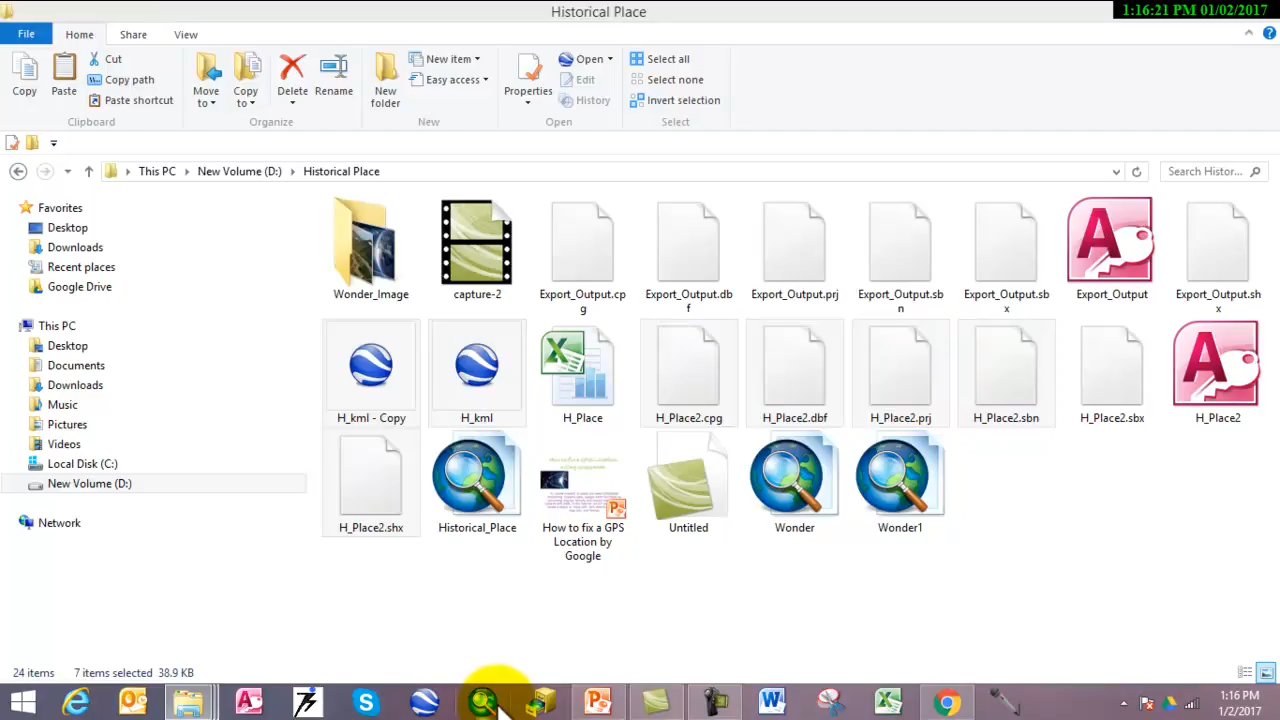 Historical Place
1:16:21 PM 01/02/2017
File
Home
Share
View
Copy
Paste
Cut
Copy path
Paste shortcut
Clipboard
Move to
Copy to
Delete
Rename
Organize
New folder
New item
Easy access
New
Properties
Open
Edit
History
Open
Select all
Select none
Invert selection
Select
This PC
New Volume (D:)
Historical Place
Search Histor...
Favorites
Desktop
Downloads
Recent places
Google Drive
This PC
Desktop
Documents
Downloads
Music
Pictures
Videos
Local Disk (C:)
New Volume (D:)
Network
Wonder_Image
capture-2
Export_Output.cp
g
Export_Output.db
f
Export_Output.prj
Export_Output.sb
n
Export_Output.sb
x
Export_Output
Export_Output.sh
x
H_kml - Copy
H_kml
H_Place
H_Place2.cpg
H_Place2.dbf
H_Place2.prj
H_Place2.sbn
H_Place2.sbx
H_Place2
H_Place2.shx
Historical_Place
How to fix a GPS
Location by
Google
Untitled
Wonder
Wonder1
24 items
7 items selected 38.9 KB
1:16 PM
1/2/2017